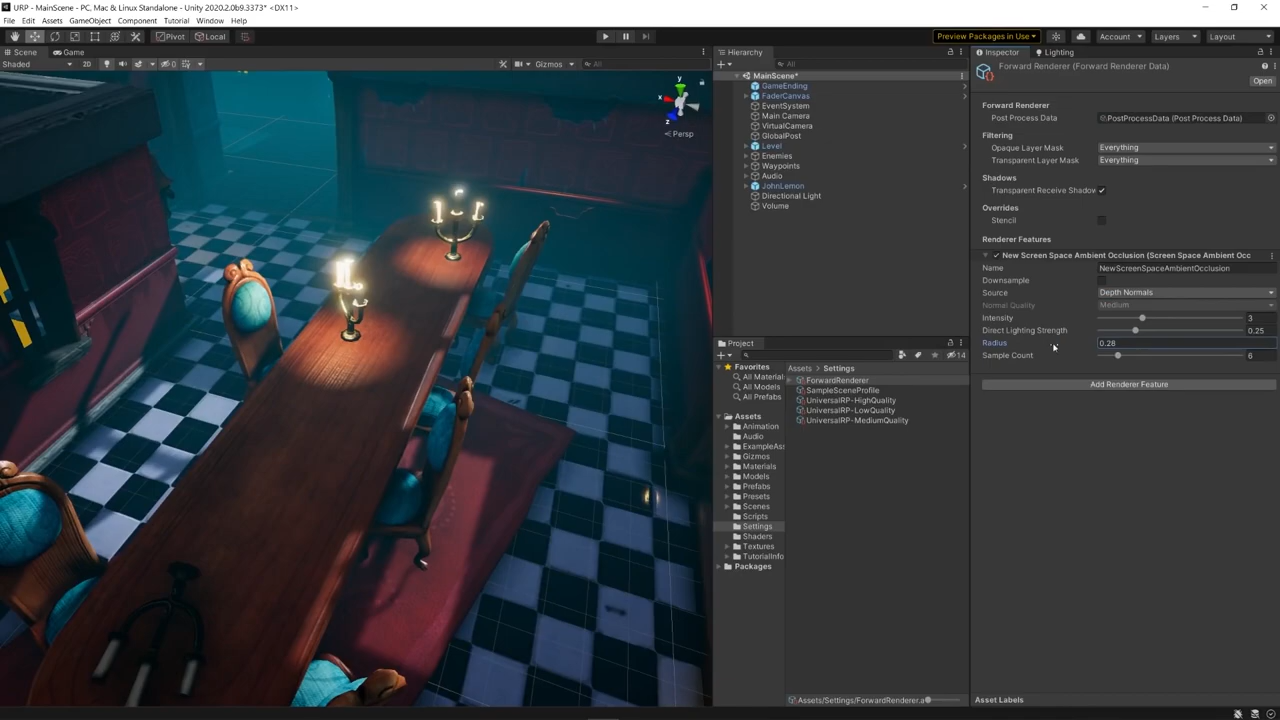 URP - MainScene - PC, Mac & Linux Standalone - Unity 2020.2.0b9.3373* <DX11>
File Edit Assets GameObject Component Tutorial Window Help
Pivot Local
Preview Packages in Use
Account
Layers
Layout
Scene Game
Shaded 2D 0 Gizmos All
y
x
z
Persp
Hierarchy
All
MainScene*
GameEnding
FaderCanvas
EventSystem
Main Camera
VirtualCamera
GlobalPost
Level
Enemies
Waypoints
Audio
JohnLemon
Directional Light
Volume
Project
14
Favorites
All Material
All Models
All Prefabs
Assets
Animation
Audio
ExampleAss
Gizmos
Materials
Models
Prefabs
Presets
Scenes
Scripts
Settings
Shaders
Textures
TutorialInfo
Packages
Assets Settings
ForwardRenderer
SampleSceneProfile
UniversalRP-HighQuality
UniversalRP-LowQuality
UniversalRP-MediumQuality
Assets/Settings/ForwardRenderer.a
Inspector Lighting
Forward Renderer (Forward Renderer Data)
Open
Forward Renderer
Post Process Data PostProcessData (Post Process Data)
Filtering
Opaque Layer Mask Everything
Transparent Layer Mask Everything
Shadows
Transparent Receive Shadow
Overrides
Stencil
Renderer Features
New Screen Space Ambient Occlusion (Screen Space Ambient Occ
Name NewScreenSpaceAmbientOcclusion
Downsample
Source Depth Normals
Normal Quality Medium
Intensity 3
Direct Lighting Strength 0.25
Radius 0.28
Sample Count 6
Add Renderer Feature
Asset Labels